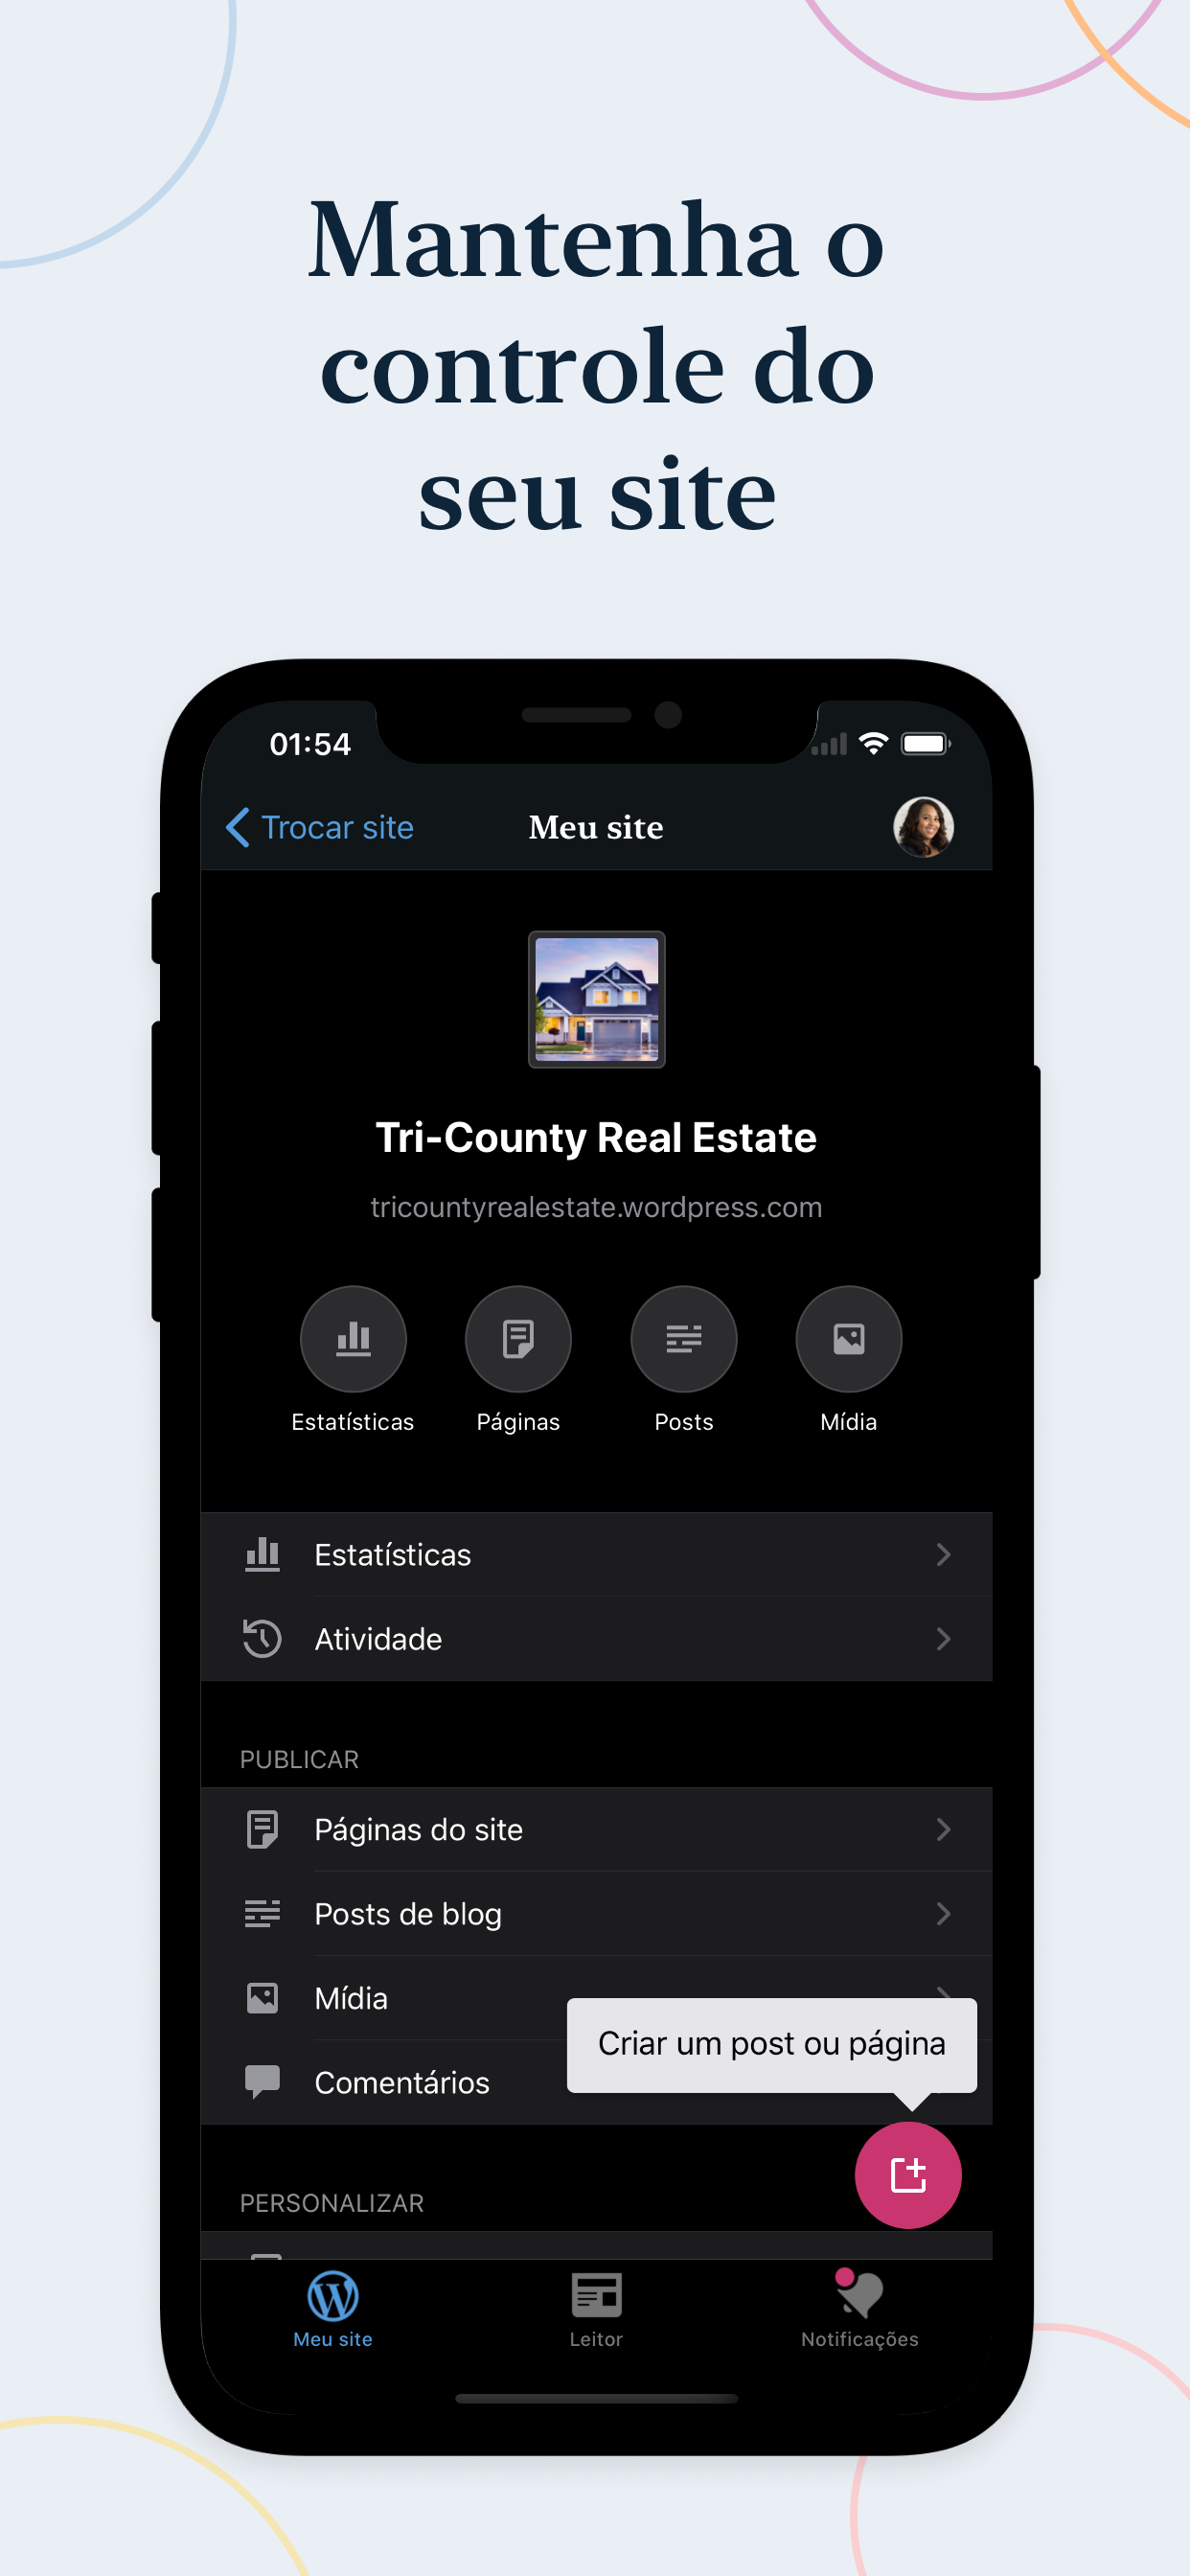 Mantenha o
controle do
seu site
01:54
Trocar site
Meu site
Tri-County Real Estate
tricountyrealestate.wordpress.com
Estatísticas
Páginas
Posts
Mídia
Estatísticas
Atividade
PUBLICAR
Páginas do site
Posts de blog
Mídia
Criar um post ou página
Comentários
PERSONALIZAR
Meu site
Leitor
Notificações